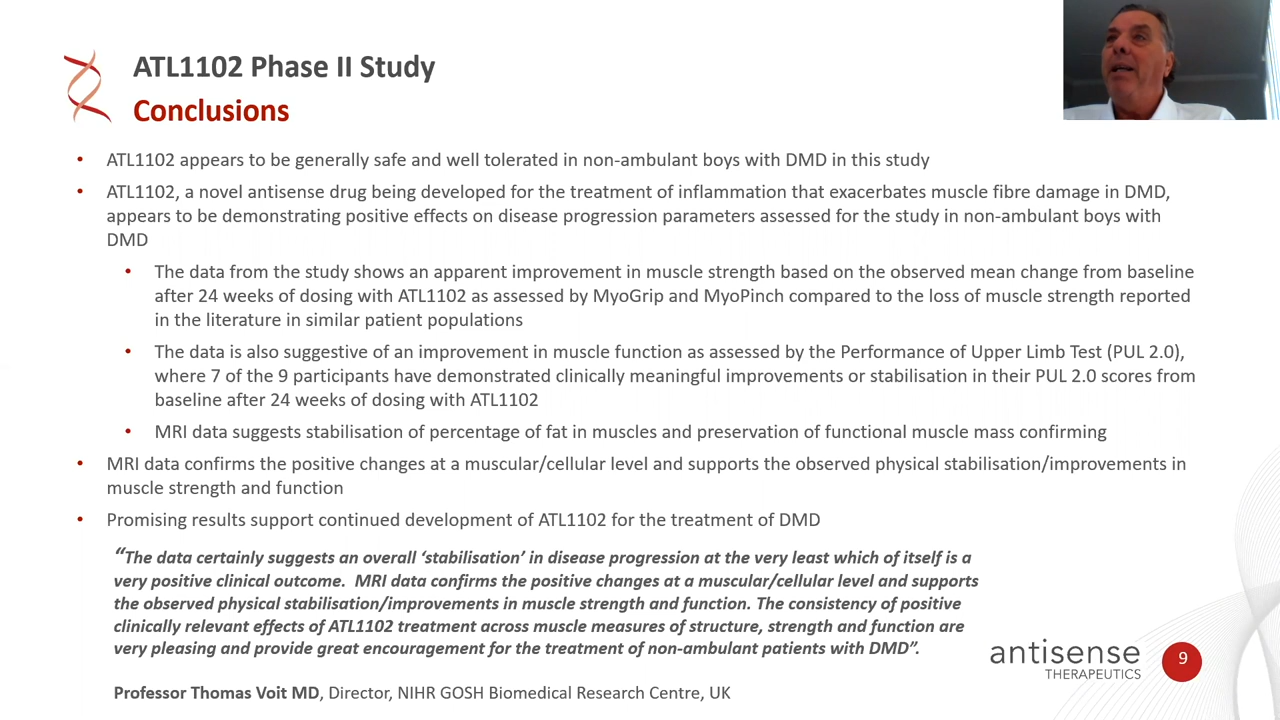 ATL1102 Phase II Study
Conclusions
• ATL1102 appears to be generally safe and well tolerated in non-ambulant boys with DMD in this study
• ATL1102, a novel antisense drug being developed for the treatment of inflammation that exacerbates muscle fibre damage in DMD,
appears to be demonstrating positive effects on disease progression parameters assessed for the study in non-ambulant boys with
DMD
• The data from the study shows an apparent improvement in muscle strength based on the observed mean change from baseline
after 24 weeks of dosing with ATL1102 as assessed by MyoGrip and MyoPinch compared to the loss of muscle strength reported
in the literature in similar patient populations
• The data is also suggestive of an improvement in muscle function as assessed by the Performance of Upper Limb Test (PUL 2.0),
where 7 of the 9 participants have demonstrated clinically meaningful improvements or stabilisation in their PUL 2.0 scores from
baseline after 24 weeks of dosing with ATL1102
• MRI data suggests stabilisation of percentage of fat in muscles and preservation of functional muscle mass confirming
• MRI data confirms the positive changes at a muscular/cellular level and supports the observed physical stabilisation/improvements in
muscle strength and function
• Promising results support continued development of ATL1102 for the treatment of DMD
“The data certainly suggests an overall ‘stabilisation’ in disease progression at the very least which of itself is a
very positive clinical outcome. MRI data confirms the positive changes at a muscular/cellular level and supports
the observed physical stabilisation/improvements in muscle strength and function. The consistency of positive
clinically relevant effects of ATL1102 treatment across muscle measures of structure, strength and function are
very pleasing and provide great encouragement for the treatment of non-ambulant patients with DMD”.
Professor Thomas Voit MD, Director, NIHR GOSH Biomedical Research Centre, UK
antisense
THERAPEUTICS
9